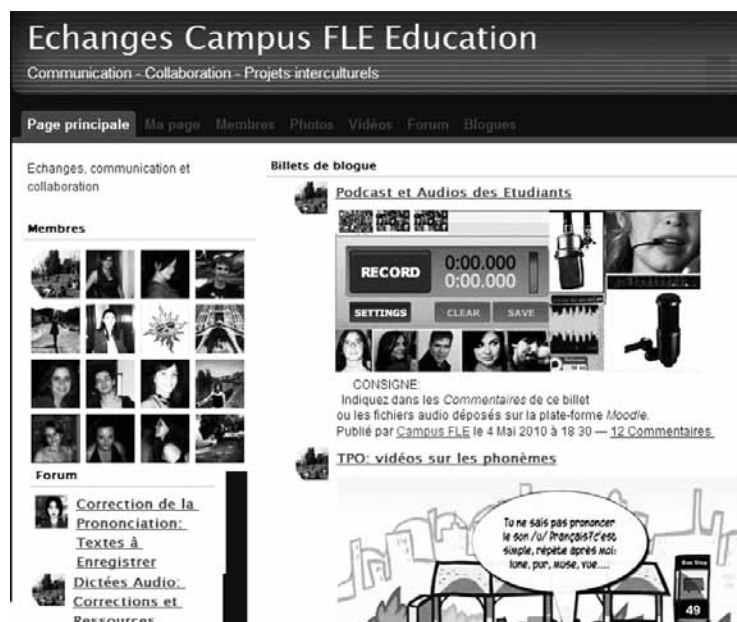 Echanges Campus FLE Education
Communication - Collaboration - Projets interculturels
Page principale Ma page Membres Photos Vidéos Forum Blogues
Echanges, communication et
collaboration
Membres
Forum
Correction de la
Prononciation:
Textes à
Enregistrer
Dictées Audio:
Corrections et
Ressources
Billets de blogue
Podcast et Audios des Etudiants
RECORD
0:00.000
0:00.000
SETTINGS CLEAR SAVE
CONSIGNE:
Indiquez dans les Commentaires de ce billet
ou les fichiers audio déposés sur la plate-forme Moodle.
Publié par Campus FLE le 4 Mai 2010 à 18 30 — 12 Commentaires
TPO: vidéos sur les phonèmes
Tu ne sais pas prononcer
le son /u/ Français?c'est
simple, répète après moi:
lune, pur, muse, vue....
Bus Stop
49